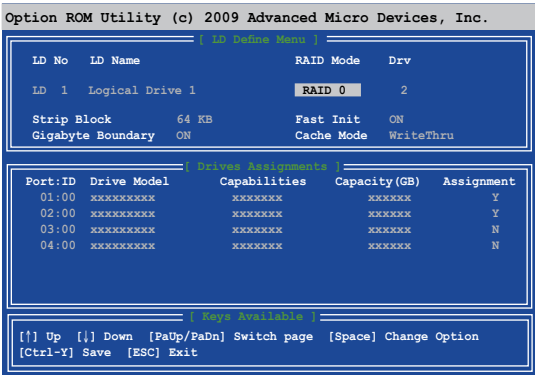 Option ROM Utility (c) 2009 Advanced Micro Devices, Inc.
[ LD Define Menu ]
LD No LD Name RAID Mode Drv
LD 1 Logical Drive 1 RAID 0 2
Strip Block 64 KB Fast Init ON
Gigabyte Boundary ON Cache Mode WriteThru
[ Drives Assignments ]
Port:ID Drive Model Capabilities Capacity(GB) Assignment
01:00 xxxxxxxxx xxxxxxx xxxxxx Y
02:00 xxxxxxxxx xxxxxxx xxxxxx Y
03:00 xxxxxxxxx xxxxxxx xxxxxx N
04:00 xxxxxxxxx xxxxxxx xxxxxx N
[ Keys Available ]
[↑] Up [↓] Down [PaUp/PaDn] Switch page [Space] Change Option
[Ctrl-Y] Save [ESC] Exit